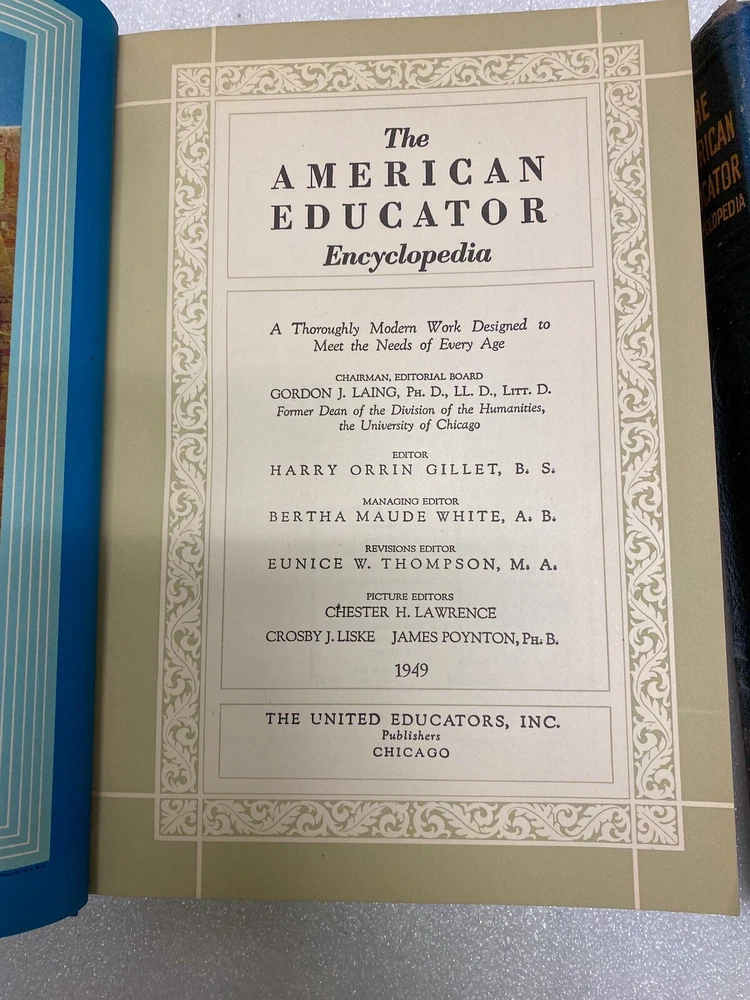 The
AMERICAN
EDUCATOR
Encyclopedia
A Thoroughly Modern Work Designed to
Meet the Needs of Every Age
CHAIRMAN, EDITORIAL BOARD
GORDON J. LAING, PH. D., LL. D., LITT. D.
Former Dean of the Division of the Humanities,
the University of Chicago
EDITOR
HARRY ORRIN GILLET, B. S.
MANAGING EDITOR
BERTHA MAUDE WHITE, A. B.
REVISIONS EDITOR
EUNICE W. THOMPSON, M. A.
PICTURE EDITORS
CHESTER H. LAWRENCE
CROSBY J. LISKE JAMES POYNTON, PH. B.
1949
THE UNITED EDUCATORS, INC.
Publishers
CHICAGO